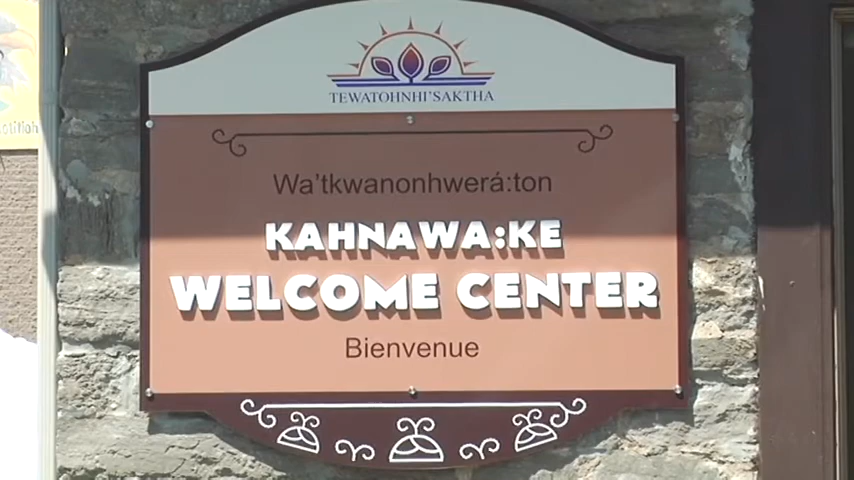 TEWATOHNHI'SAKTHA
Wa'tkwanonhwerá:ton
KAHNAWA:KE
WELCOME CENTER
Bienvenue